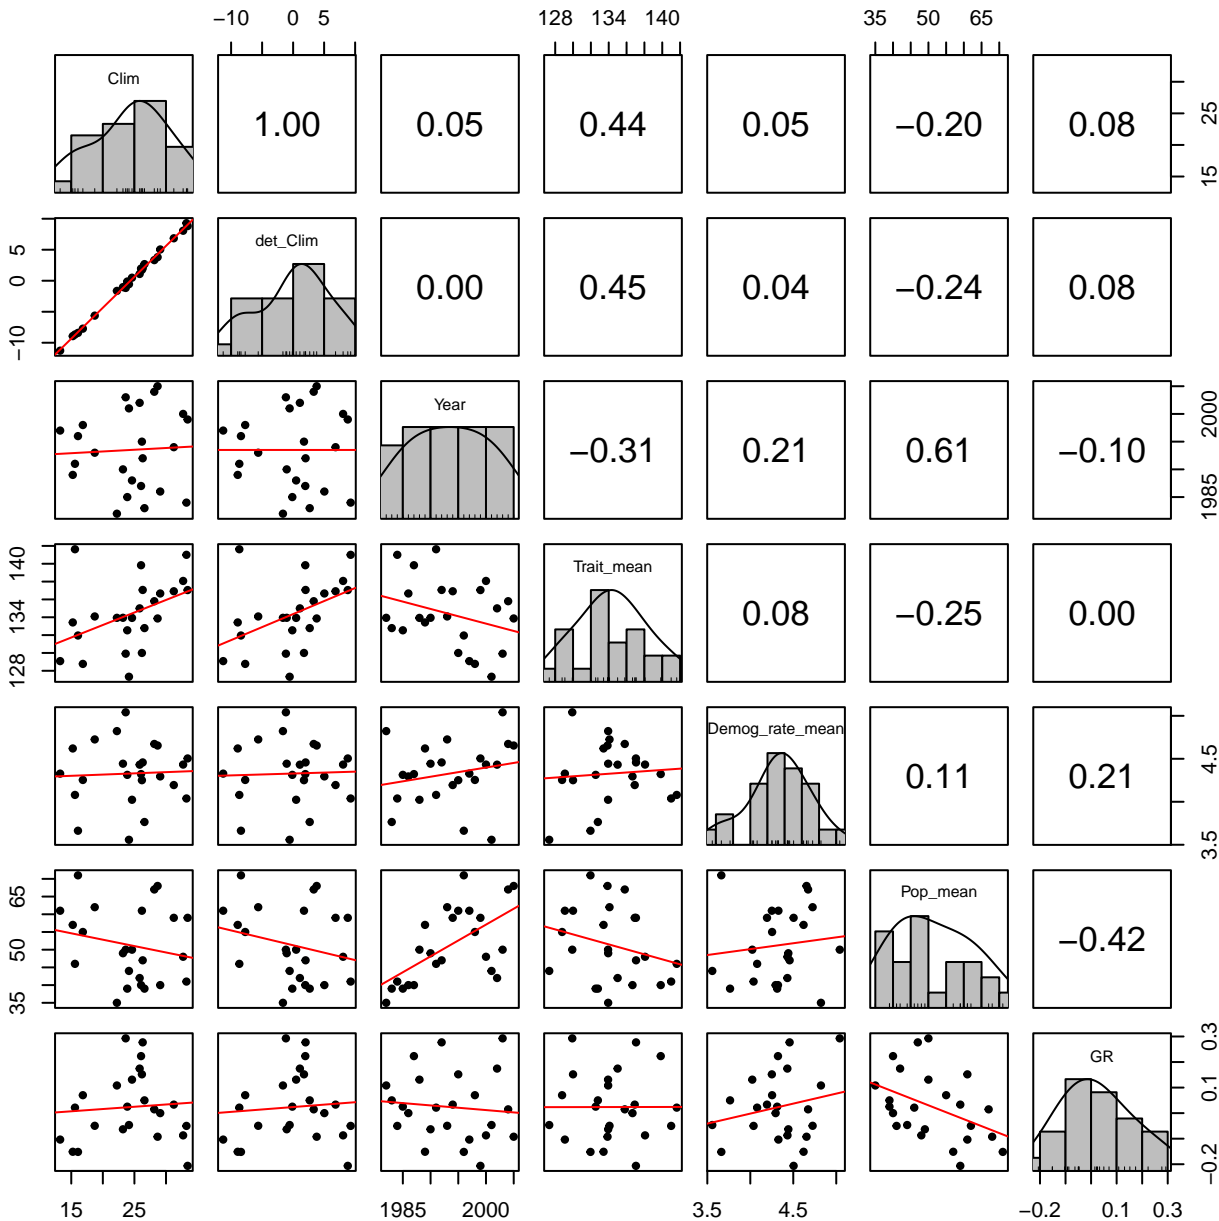 −10 0 5 128 134 140 35 50 65
Clim 1.00 0.05 0.44 0.05 −0.20 0.08 15 25
−10 0 5 det_Clim 0.00 0.45 0.04 −0.24 0.08
Year −0.31 0.21 0.61 −0.10 1985 2000
128 134 140 Trait_mean 0.08 −0.25 0.00
Demog_rate_mean 0.11 0.21 3.5 4.5
35 50 65 Pop_mean −0.42
GR −0.2 0.1 0.3
15 25 1985 2000 3.5 4.5 −0.2 0.1 0.3